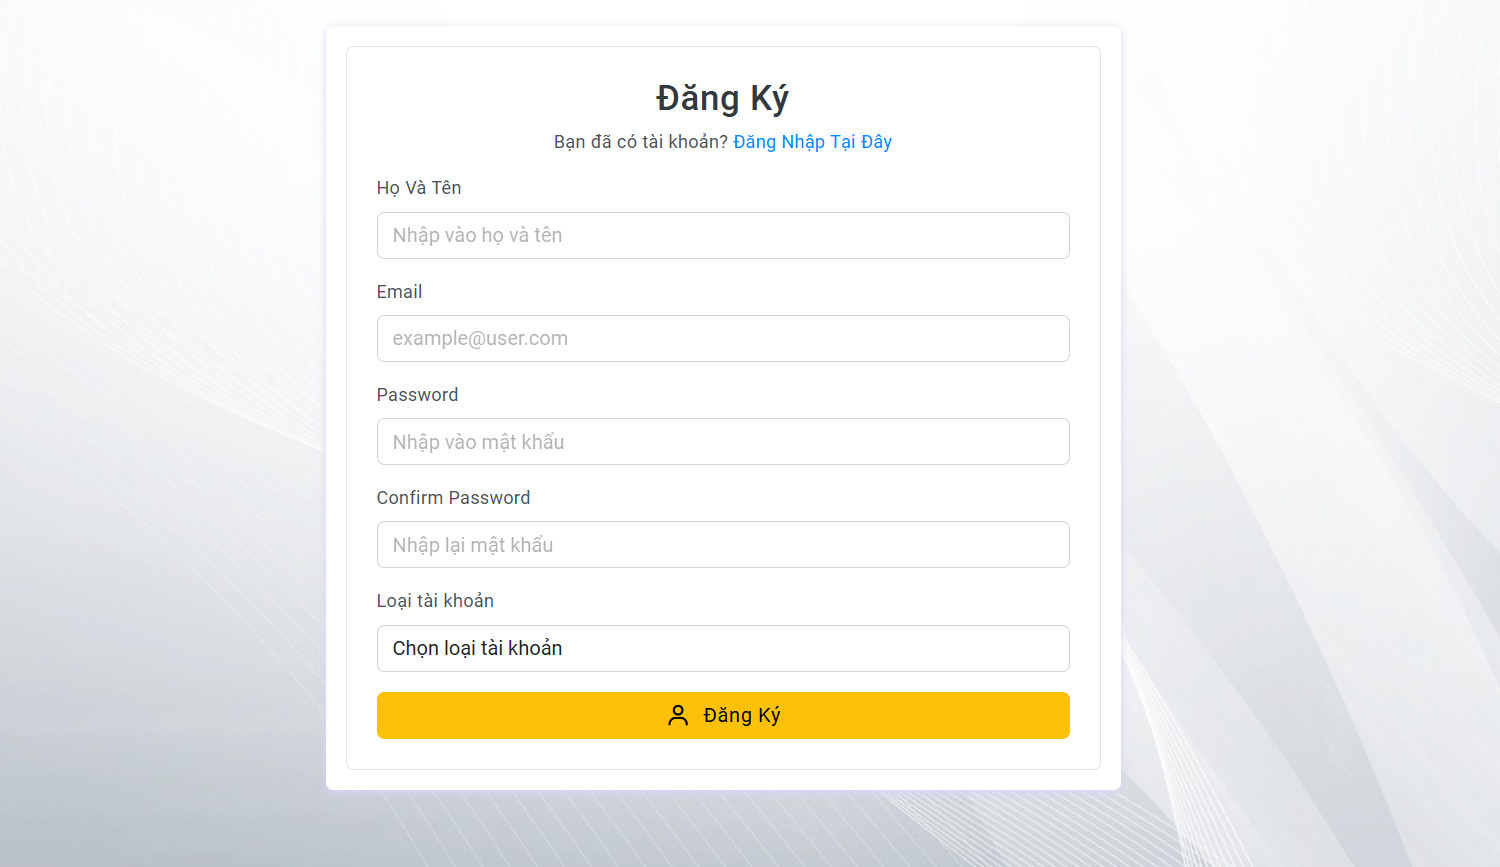 Đăng Ký
Bạn đã có tài khoản? Đăng Nhập Tại Đây
Họ Và Tên
Nhập vào họ và tên
Email
example@user.com
Password
Nhập vào mật khẩu
Confirm Password
Nhập lại mật khẩu
Loại tài khoản
Chọn loại tài khoản
Đăng Ký